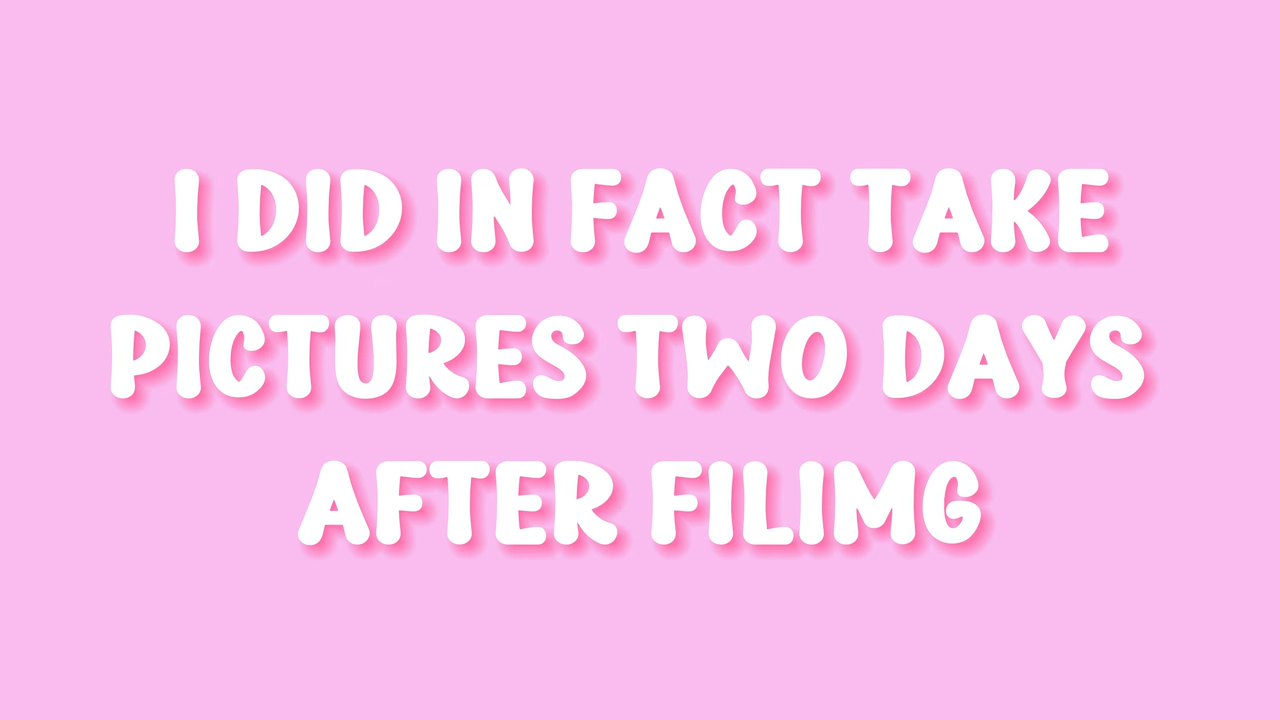 I DID IN FACT TAKE
PICTURES TWO DAYS
AFTER FILIMG